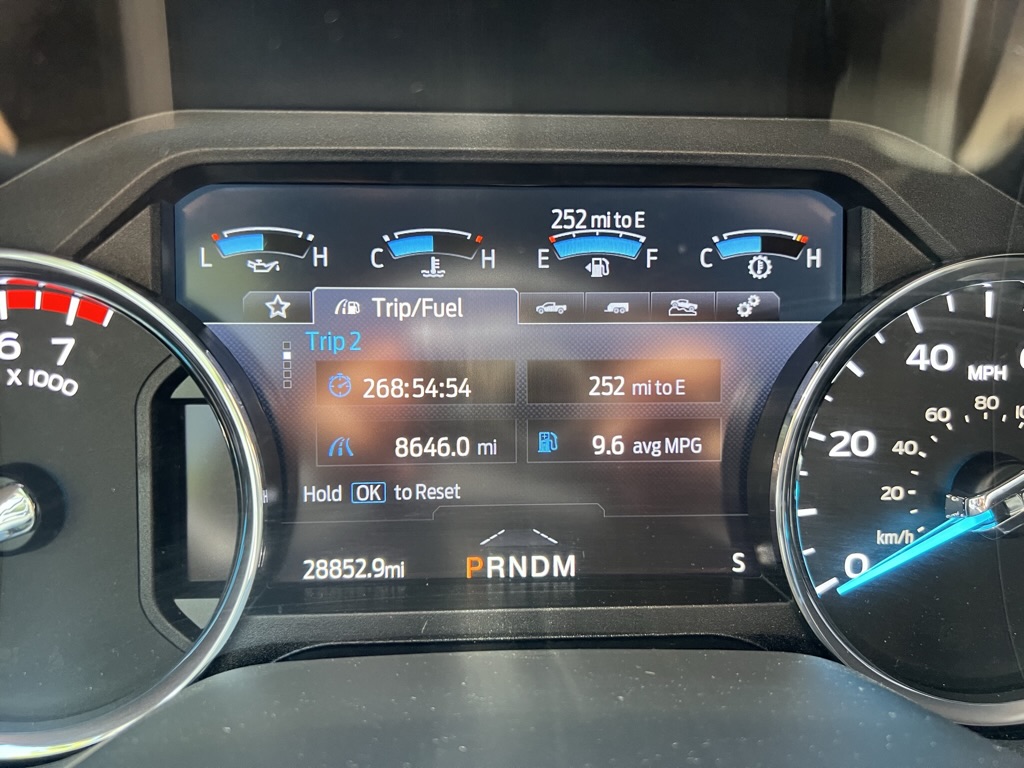 252 mi to E
L H C H E F C H
Trip/Fuel
Trip 2
268:54:54
252 mi to E
8646.0 mi
9.6 avg MPG
Hold OK to Reset
28852.9mi
PRNDM
S
6 7
X 1000
40
MPH
80
60
20
40
20
km/h
0